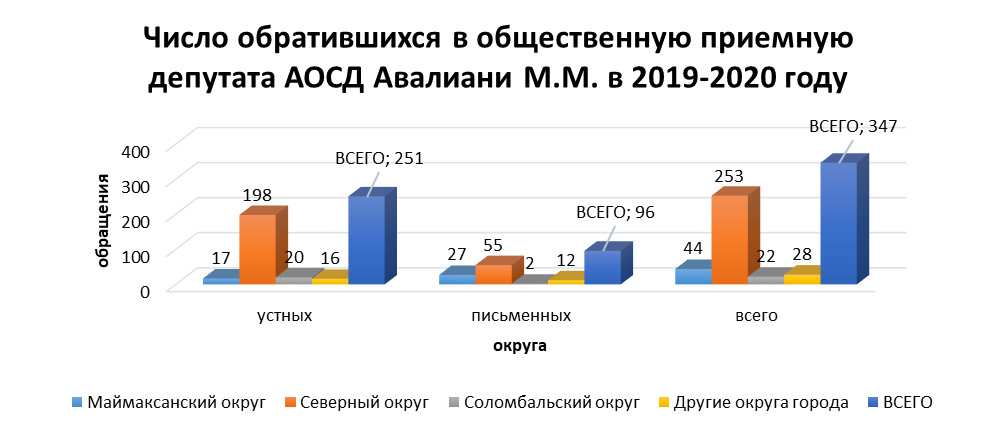 Число обратившихся в общественную приемную
депутата АОСД Авалиани М.М. в 2019-2020 году
обращения
400
300
200
100
0
17
198
20
16
ВСЕГО; 251
27
55
2
12
ВСЕГО; 96
44
253
22
28
ВСЕГО; 347
устных
письменных
всего
округа
Маймаксанский округ
Северный округ
Соломбальский округ
Другие округа города
ВСЕГО